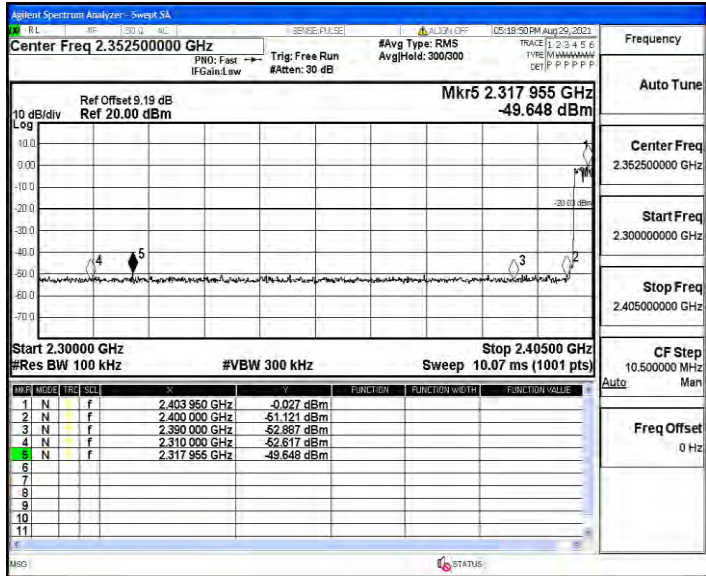 Agilent Spectrum Analyzer - Swept SA
RL RF 50 Ω AC SENSE:PULSE ALIGN OFF 05:18:50 PM Aug 29, 2021
Center Freq 2.352500000 GHz
PNO: Fast
IFGain:Low
Trig: Free Run
#Atten: 30 dB
#Avg Type: RMS
Avg|Hold: 300/300
TRACE 1 2 3 4 5 6
TYPE M W W W W W
DET P P P P P P
Ref Offset 9.19 dB
10 dB/div Ref 20.00 dBm
Log
Mkr5 2.317 955 GHz
-49.648 dBm
10.0
0.00
-10.0
-20.0
-30.0
-40.0
-50.0
-60.0
-70.0
1
-20.03 dBm
4
5
3
2
Start 2.30000 GHz Stop 2.40500 GHz
#Res BW 100 kHz #VBW 300 kHz Sweep 10.07 ms (1001 pts)
MKR MODE TRC SCL X Y FUNCTION FUNCTION WIDTH FUNCTION VALUE
1 N f 2.403 950 GHz -0.027 dBm
2 N f 2.400 000 GHz -51.121 dBm
3 N f 2.390 000 GHz -52.887 dBm
4 N f 2.310 000 GHz -52.617 dBm
5 N f 2.317 955 GHz -49.648 dBm
6
7
8
9
10
11
MSG STATUS
Frequency
Auto Tune
Center Freq
2.352500000 GHz
Start Freq
2.300000000 GHz
Stop Freq
2.405000000 GHz
CF Step
10.500000 MHz
Auto Man
Freq Offset
0 Hz